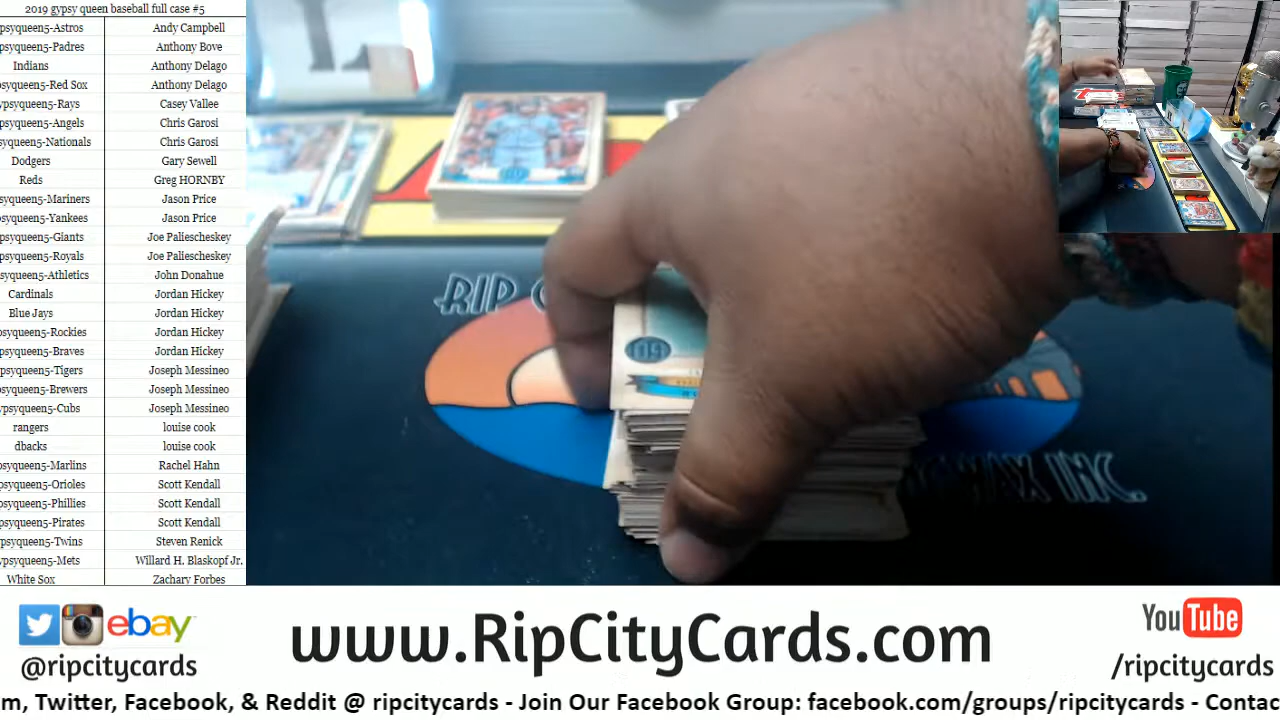 2019 gypsy queen baseball full case #5
psyqueen5-Astros Andy Campbell
psyqueen5-Padres Anthony Bove
Indians Anthony Delago
syqueen5-Red Sox Anthony Delago
ypsyqueen5-Rays Casey Vallee
psyqueen5-Angels Chris Garosi
syqueen5-Nationals Chris Garosi
Dodgers Gary Sewell
Reds Greg HORNBY
syqueen5-Mariners Jason Price
psyqueen5-Yankees Jason Price
psyqueen5-Giants Joe Paliescheskey
psyqueen5-Royals Joe Paliescheskey
syqueen5-Athletics John Donahue
Cardinals Jordan Hickey
Blue Jays Jordan Hickey
psyqueen5-Rockies Jordan Hickey
psyqueen5-Braves Jordan Hickey
psyqueen5-Tigers Joseph Messineo
psyqueen5-Brewers Joseph Messineo
ypsyqueen5-Cubs Joseph Messineo
rangers louise cook
dbacks louise cook
psyqueen5-Marlins Rachel Hahn
psyqueen5-Orioles Scott Kendall
psyqueen5-Phillies Scott Kendall
psyqueen5-Pirates Scott Kendall
psyqueen5-Twins Steven Renick
ypsyqueen5-Mets Willard H. Blaskopf Jr.
White Sox Zachary Forbes
RIP
INC.
ebay
@ripcitycards
www.RipCityCards.com
YouTube
/ripcitycards
m, Twitter, Facebook, & Reddit @ ripcitycards - Join Our Facebook Group: facebook.com/groups/ripcitycards - Contac